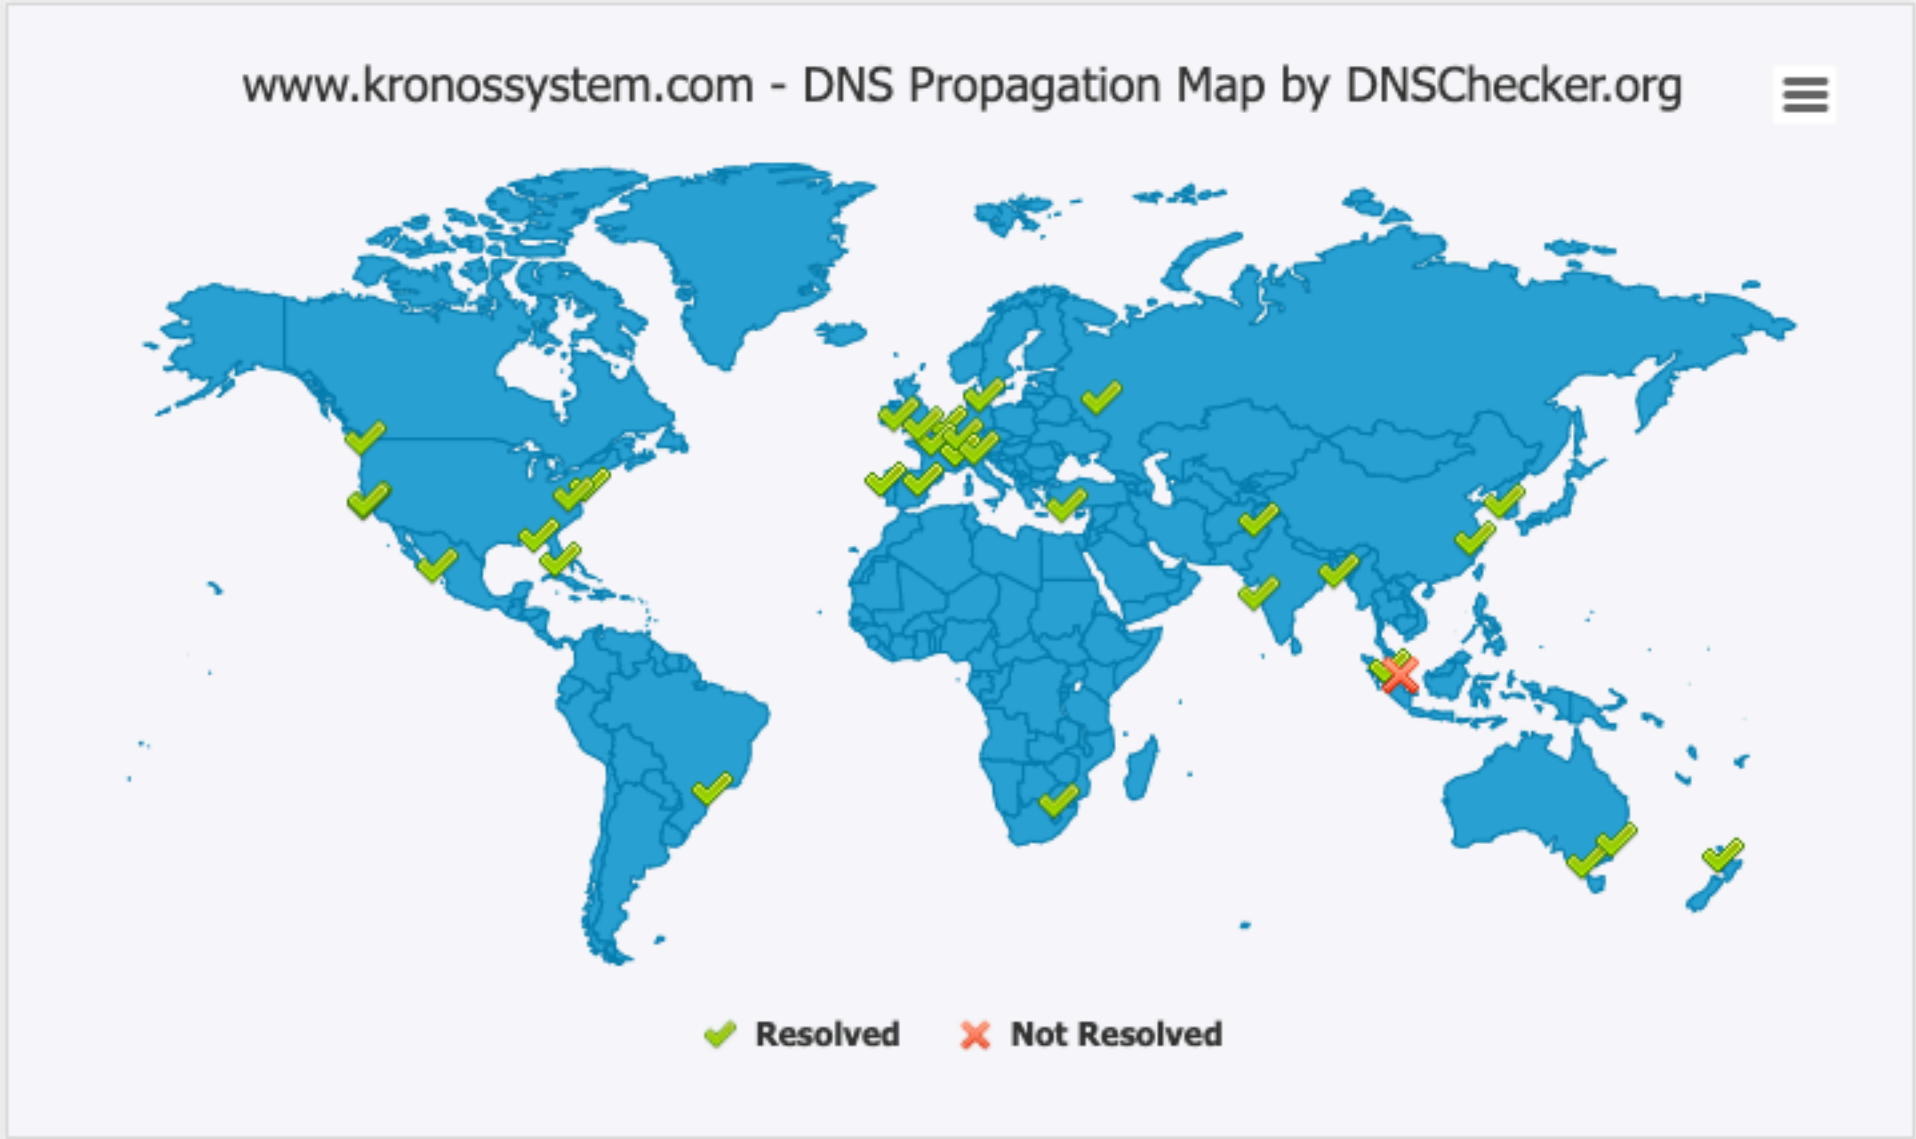 www.kronossystem.com - DNS Propagation Map by DNSChecker.org
Resolved
Not Resolved